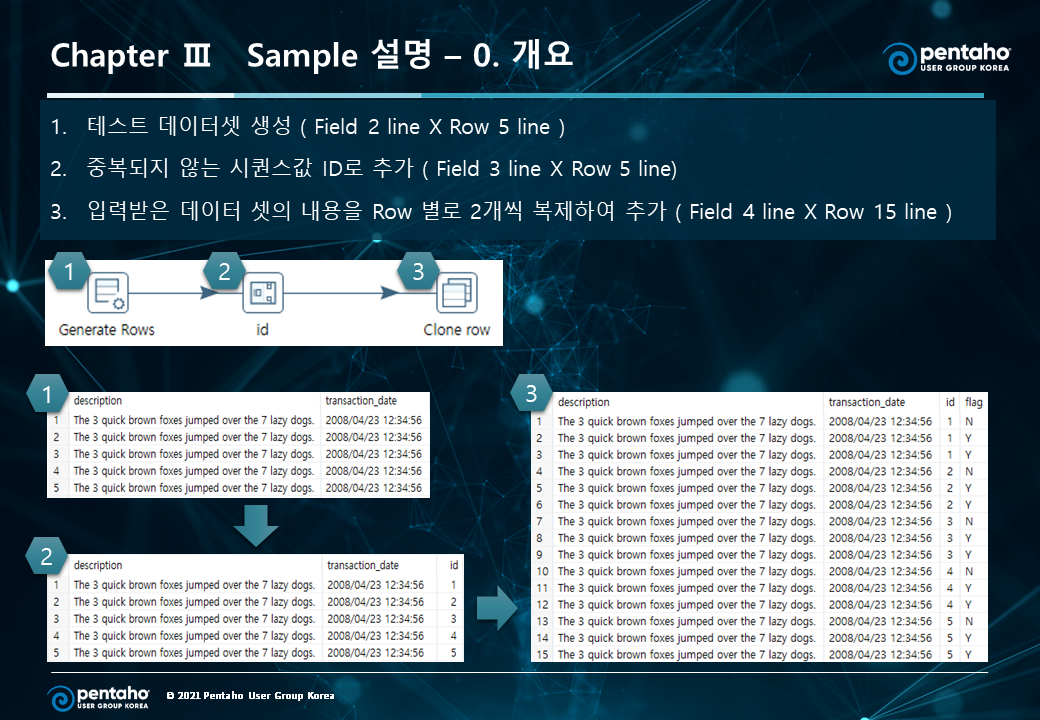 Chapter Ⅲ Sample 설명 – 0. 개요
pentaho
USER GROUP KOREA
1. 테스트 데이터셋 생성 ( Field 2 line X Row 5 line )
2. 중복되지 않는 시퀀스값 ID로 추가 ( Field 3 line X Row 5 line)
3. 입력받은 데이터 셋의 내용을 Row 별로 2개씩 복제하여 추가 ( Field 4 line X Row 15 line )
1 2 3
Generate Rows id Clone row
1
description transaction_date
1 The 3 quick brown foxes jumped over the 7 lazy dogs. 2008/04/23 12:34:56
2 The 3 quick brown foxes jumped over the 7 lazy dogs. 2008/04/23 12:34:56
3 The 3 quick brown foxes jumped over the 7 lazy dogs. 2008/04/23 12:34:56
4 The 3 quick brown foxes jumped over the 7 lazy dogs. 2008/04/23 12:34:56
5 The 3 quick brown foxes jumped over the 7 lazy dogs. 2008/04/23 12:34:56
2
description transaction_date id
1 The 3 quick brown foxes jumped over the 7 lazy dogs. 2008/04/23 12:34:56 1
2 The 3 quick brown foxes jumped over the 7 lazy dogs. 2008/04/23 12:34:56 2
3 The 3 quick brown foxes jumped over the 7 lazy dogs. 2008/04/23 12:34:56 3
4 The 3 quick brown foxes jumped over the 7 lazy dogs. 2008/04/23 12:34:56 4
5 The 3 quick brown foxes jumped over the 7 lazy dogs. 2008/04/23 12:34:56 5
3
description transaction_date id flag
1 The 3 quick brown foxes jumped over the 7 lazy dogs. 2008/04/23 12:34:56 1 N
2 The 3 quick brown foxes jumped over the 7 lazy dogs. 2008/04/23 12:34:56 1 Y
3 The 3 quick brown foxes jumped over the 7 lazy dogs. 2008/04/23 12:34:56 1 Y
4 The 3 quick brown foxes jumped over the 7 lazy dogs. 2008/04/23 12:34:56 2 N
5 The 3 quick brown foxes jumped over the 7 lazy dogs. 2008/04/23 12:34:56 2 Y
6 The 3 quick brown foxes jumped over the 7 lazy dogs. 2008/04/23 12:34:56 2 Y
7 The 3 quick brown foxes jumped over the 7 lazy dogs. 2008/04/23 12:34:56 3 N
8 The 3 quick brown foxes jumped over the 7 lazy dogs. 2008/04/23 12:34:56 3 Y
9 The 3 quick brown foxes jumped over the 7 lazy dogs. 2008/04/23 12:34:56 3 Y
10 The 3 quick brown foxes jumped over the 7 lazy dogs. 2008/04/23 12:34:56 4 N
11 The 3 quick brown foxes jumped over the 7 lazy dogs. 2008/04/23 12:34:56 4 Y
12 The 3 quick brown foxes jumped over the 7 lazy dogs. 2008/04/23 12:34:56 4 Y
13 The 3 quick brown foxes jumped over the 7 lazy dogs. 2008/04/23 12:34:56 5 N
14 The 3 quick brown foxes jumped over the 7 lazy dogs. 2008/04/23 12:34:56 5 Y
15 The 3 quick brown foxes jumped over the 7 lazy dogs. 2008/04/23 12:34:56 5 Y
pentaho
USER GROUP KOREA
© 2021 Pentaho User Group Korea